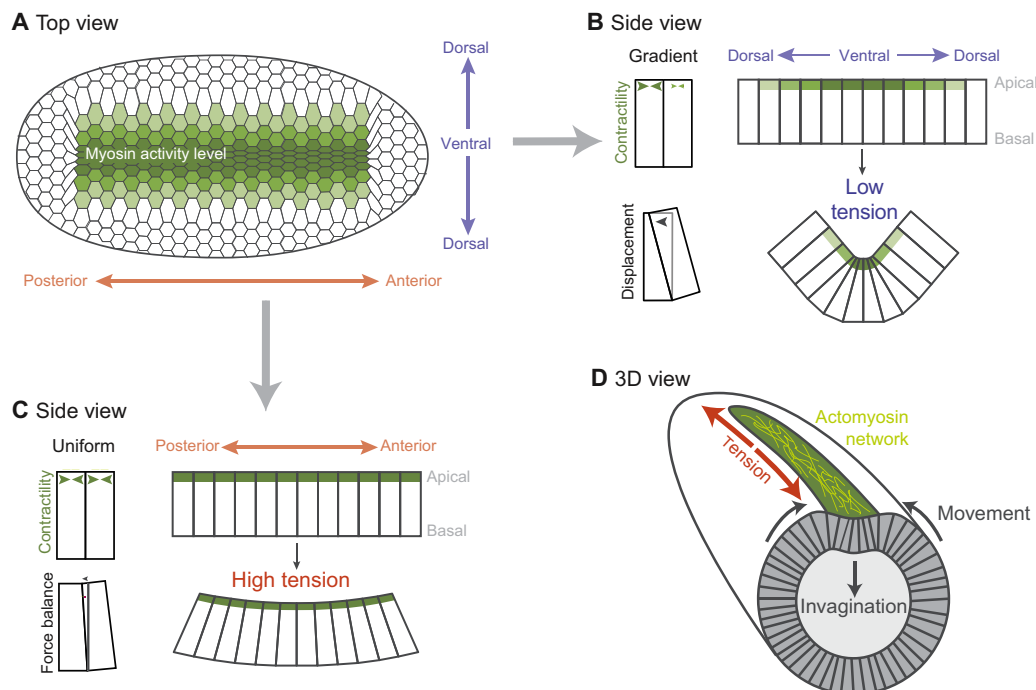 A Top view
Dorsal
Myosin activity level
Ventral
Dorsal
Posterior
Anterior
B Side view
Gradient
Dorsal
Ventral
Dorsal
Contractility
Apical
Basal
Low
tension
Displacement
C Side view
Uniform
Posterior
Anterior
Contractility
Apical
Basal
High tension
Force balance
D 3D view
Actomyosin
network
Tension
Movement
Invagination